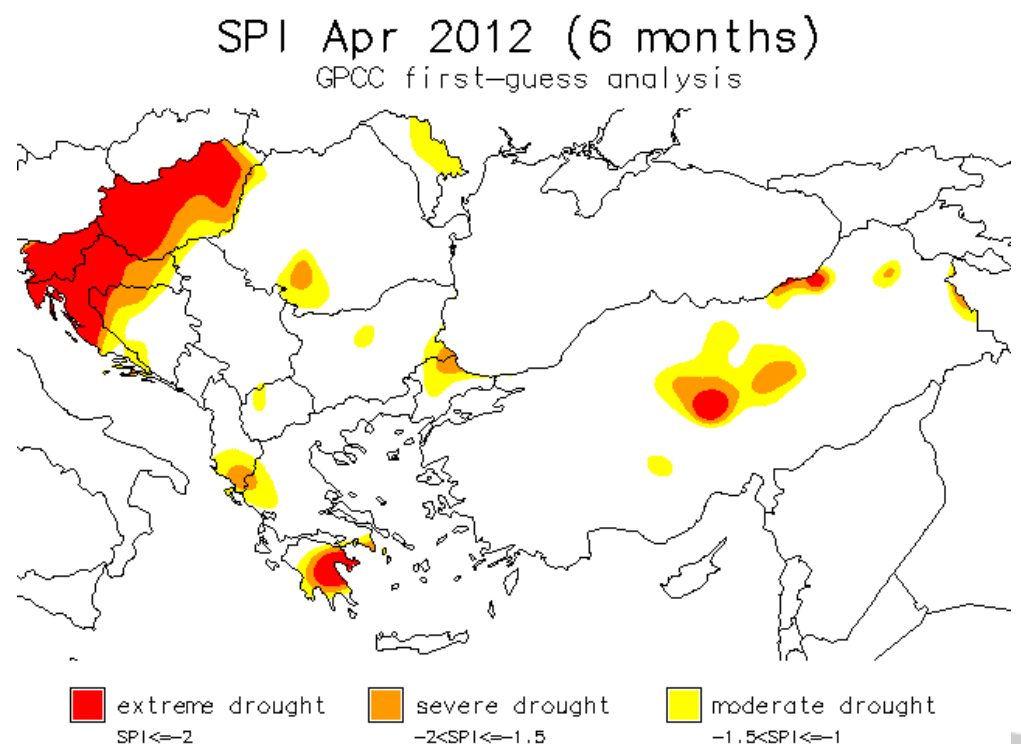 SPI Apr 2012 (6 months)
GPCC first-guess analysis
extreme drought severe drought moderate drought
SPI<=-2 -2<SPI<=-1.5 -1.5<SPI<=-1